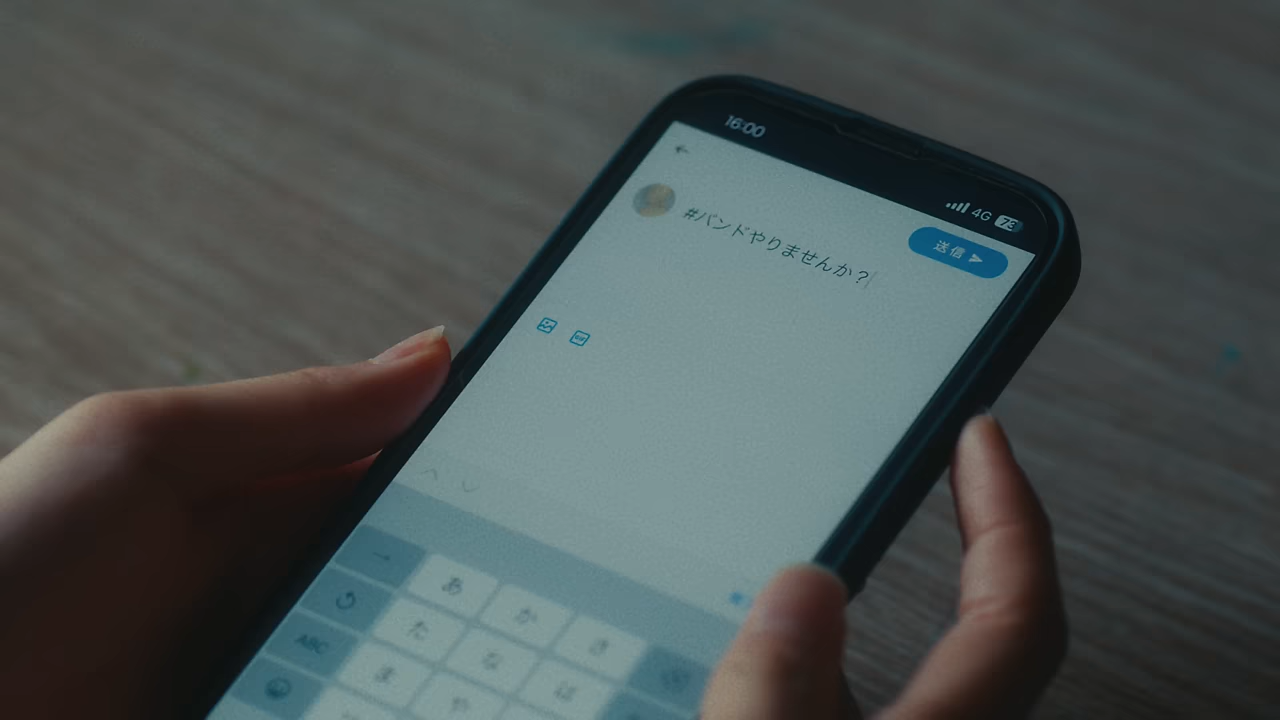 16:00
4G 73
送信
#バンドやりませんか?
あ か さ
ABC た な は
ま や